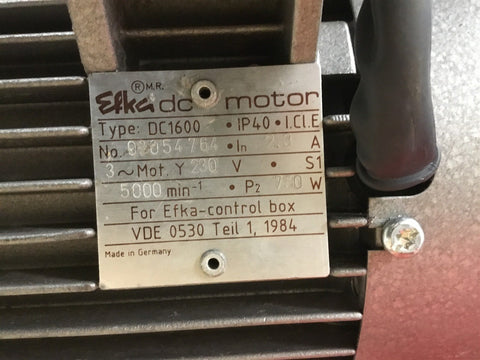 ® M.R.
Efka dc motor
Type: DC1600 • IP40 • I.Cl.E
No. • In A
3~Mot. Y 230 V • S1
5000 min-1 • P2 W
For Efka-control box
VDE 0530 Teil 1, 1984
Made in Germany